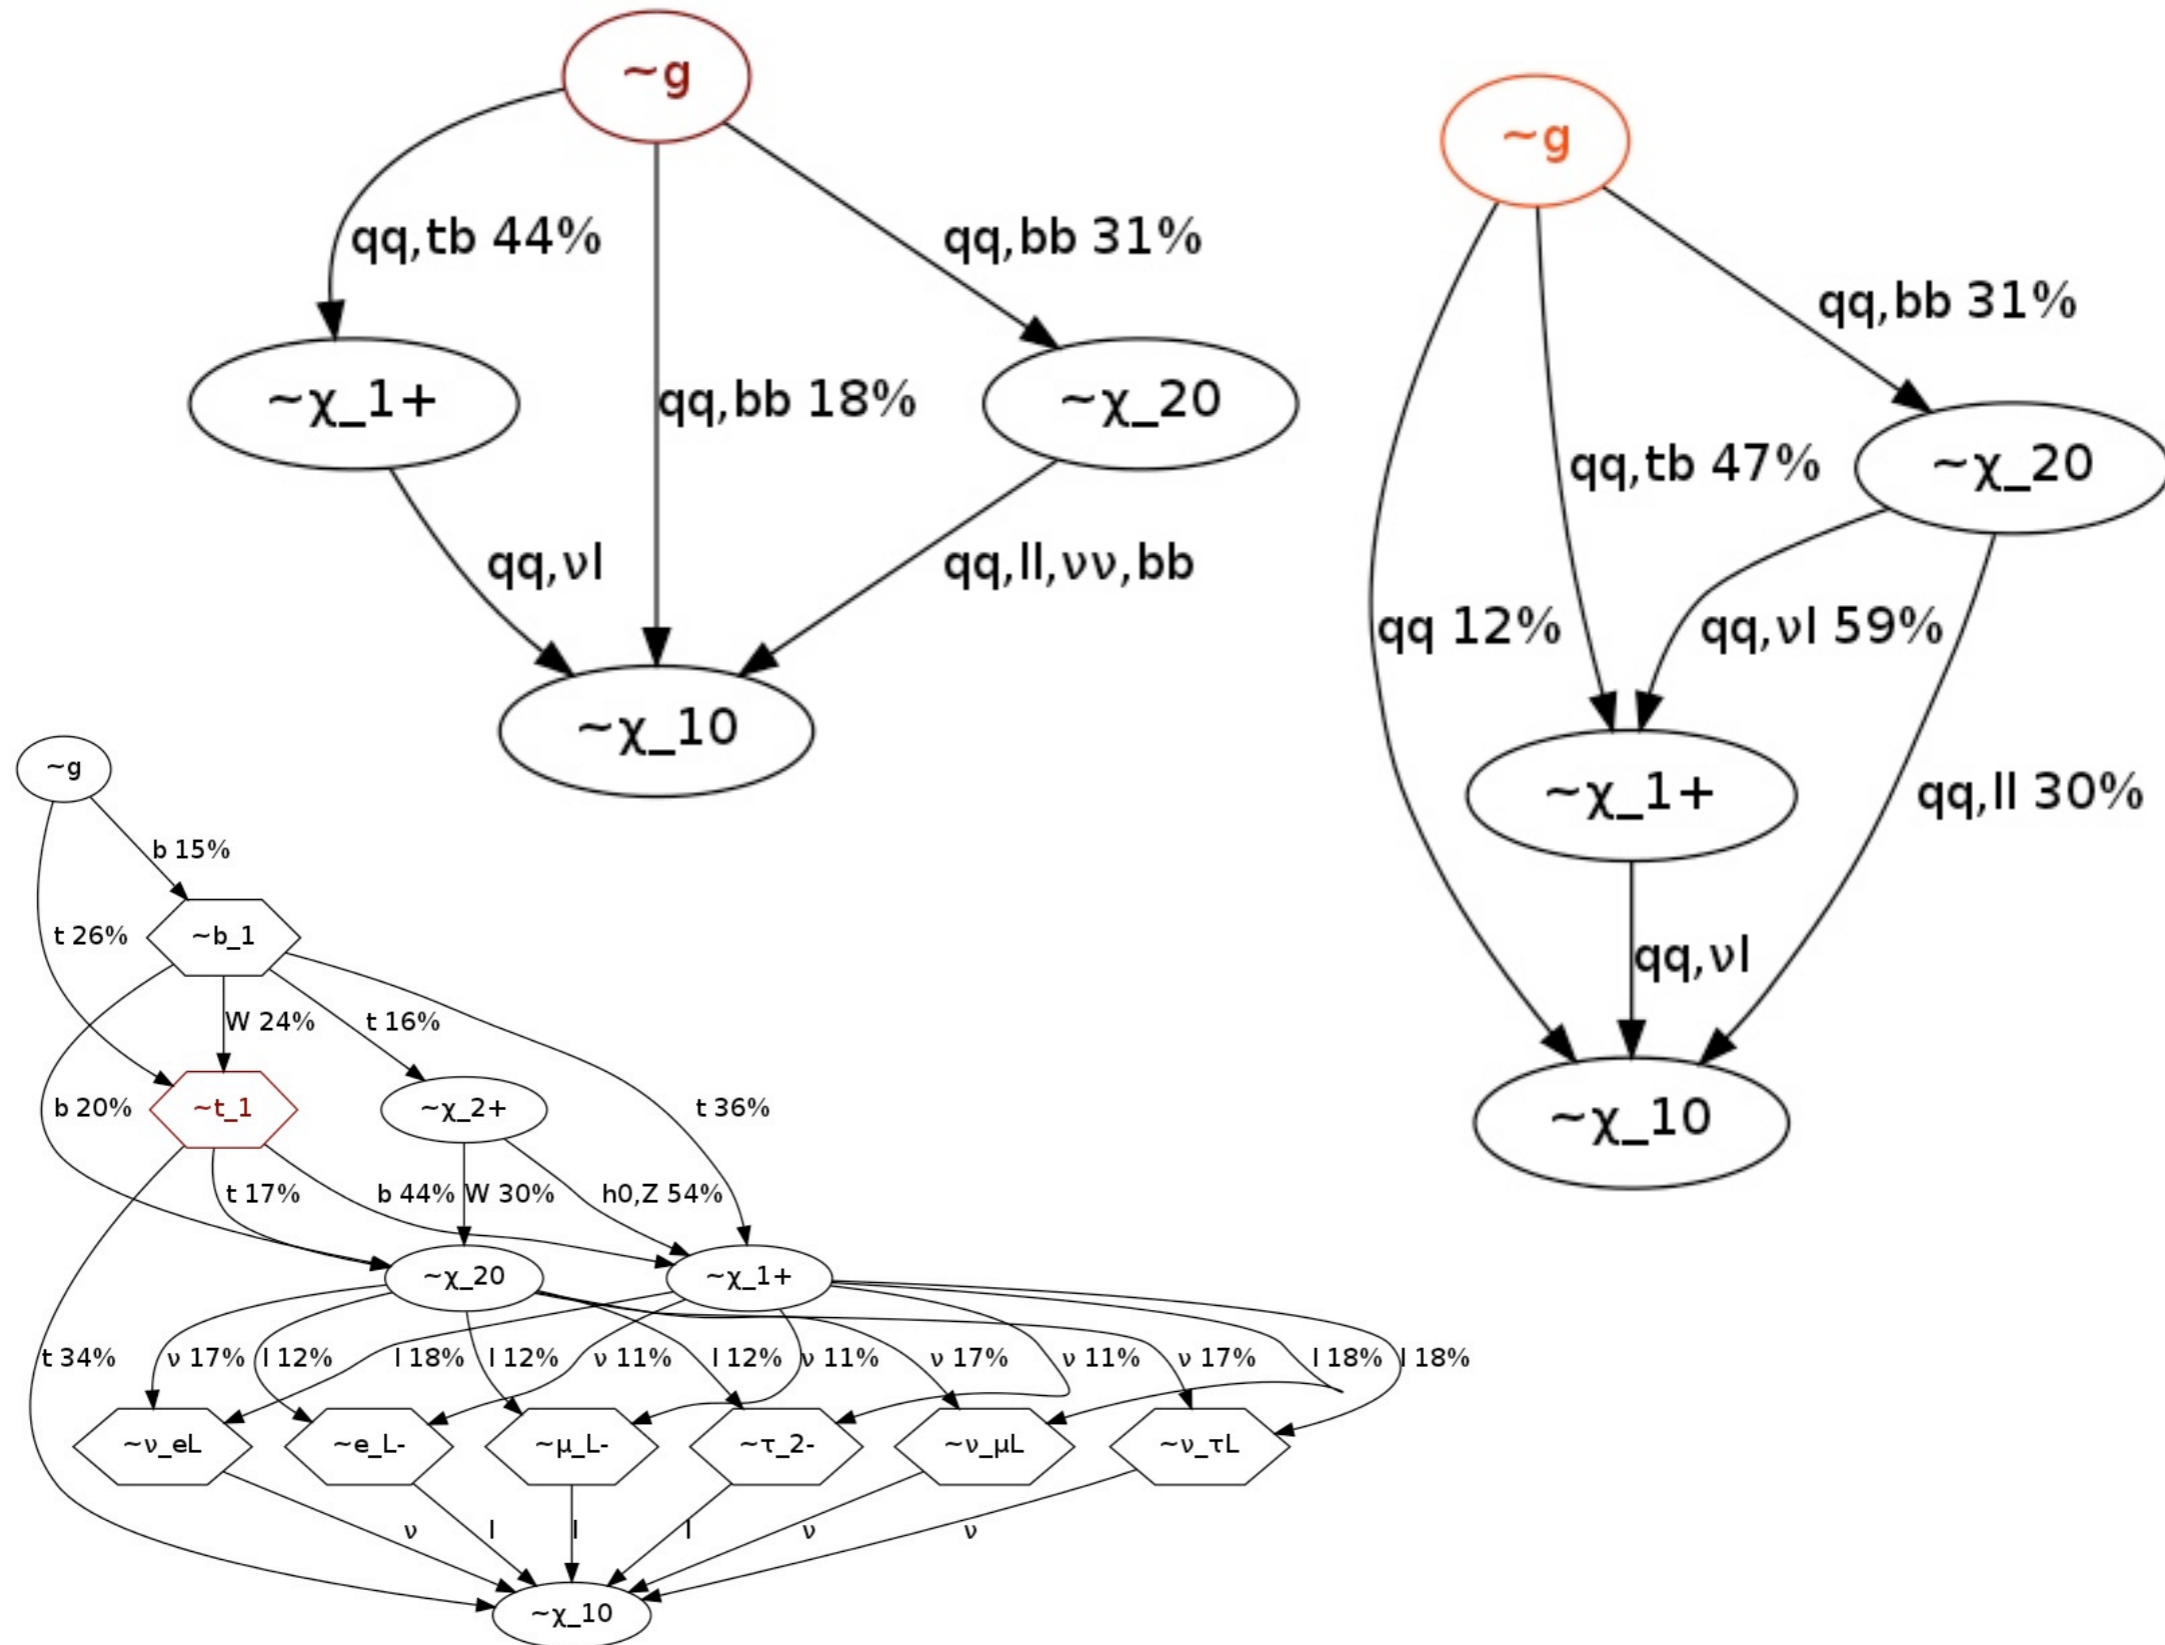 ~g
qq,tb 44%
qq,bb 31%
~χ_1+
qq,bb 18%
~χ_20
qq,νl
qq,ll,νν,bb
~χ_10
~g
qq,bb 31%
qq,tb 47%
~χ_20
qq 12%
qq,νl 59%
~χ_1+
qq,ll 30%
qq,νl
~χ_10
~g
b 15%
t 26%
~b_1
W 24%
t 16%
b 20%
~t_1
~χ_2+
t 36%
t 17%
b 44%
W 30%
h0,Z 54%
~χ_20
~χ_1+
t 34%
ν 17%
l 12%
l 18%
l 12%
ν 11%
l 12%
ν 11%
ν 17%
ν 11%
ν 17%
l 18%
l 18%
~ν_eL
~e_L-
~μ_L-
~τ_2-
~ν_μL
~ν_τL
ν
l
l
l
ν
ν
~χ_10